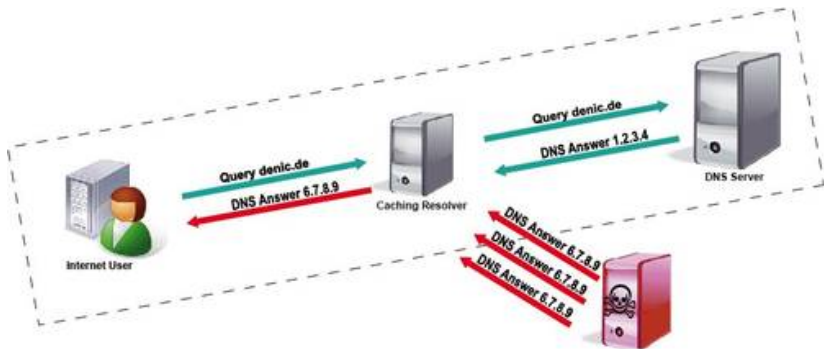 Query denic.de
DNS Answer 1.2.3.4
DNS Server
Query denic.de
DNS Answer 6.7.8.9
Caching Resolver
Internet User
DNS Answer 6.7.8.9
DNS Answer 6.7.8.9
DNS Answer 6.7.8.9